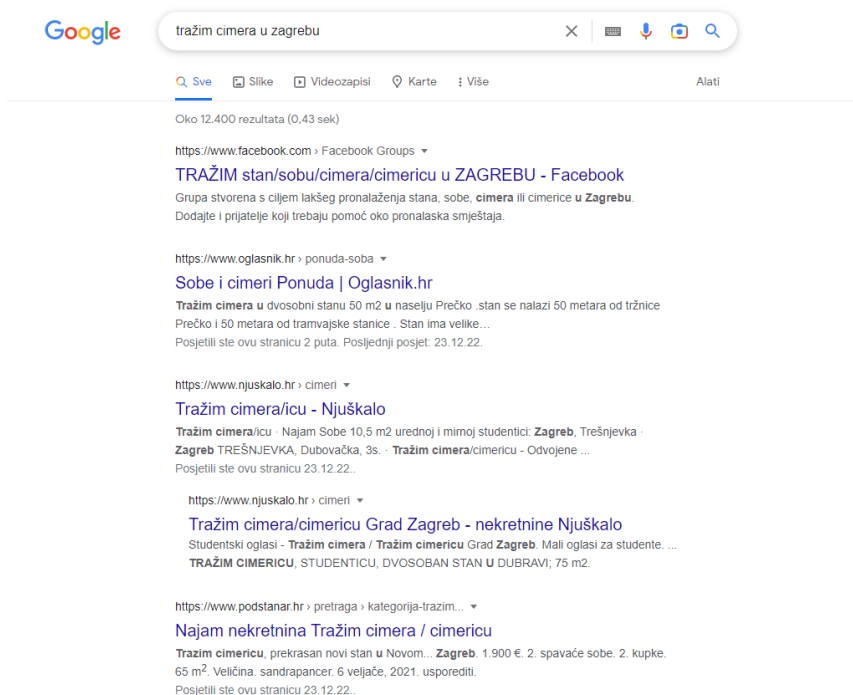 Google
tražim cimera u zagrebu
Sve Slike Videozapisi Karte Više Alati
Oko 12.400 rezultata (0,43 sek)
https://www.facebook.com › Facebook Groups
TRAŽIM stan/sobu/cimera/cimericu u ZAGREBU - Facebook
Grupa stvorena s ciljem lakšeg pronalaženja stana, sobe, cimera ili cimerice u Zagrebu.
Dodajte i prijatelje koji trebaju pomoć oko pronalaska smještaja.
https://www.oglasnik.hr › ponuda-soba
Sobe i cimeri Ponuda | Oglasnik.hr
Tražim cimera u dvosobni stanu 50 m2 u naselju Prečko .stan se nalazi 50 metara od tržnice
Prečko i 50 metara od tramvajske stanice . Stan ima velike…
Posjetili ste ovu stranicu 2 puta. Posljednji posjet: 23.12.22.
https://www.njuskalo.hr › cimeri
Tražim cimera/icu - Njuškalo
Tražim cimera/icu · Najam Sobe 10,5 m2 urednoj i mirnoj studentici: Zagreb, Trešnjevka ·
Zagreb TREŠNJEVKA, Dubovačka, 3s. · Tražim cimera/cimericu - Odvojene ...
Posjetili ste ovu stranicu 23.12.22..
https://www.njuskalo.hr › cimeri
Tražim cimera/cimericu Grad Zagreb - nekretnine Njuškalo
Studentski oglasi - Tražim cimera / Tražim cimericu Grad Zagreb. Mali oglasi za studente. ...
TRAŽIM CIMERICU, STUDENTICU, DVOSOBAN STAN U DUBRAVI; 75 m2.
https://www.podstanar.hr › pretraga › kategorija-trazim...
Najam nekretnina Tražim cimera / cimericu
Trazim cimericu, prekrasan novi stan u Novom... Zagreb. 1.900 €. 2. spavaće sobe. 2. kupke.
65 m². Veličina. sandrapancer. 6 veljače, 2021. usporediti.
Posjetili ste ovu stranicu 23.12.22..